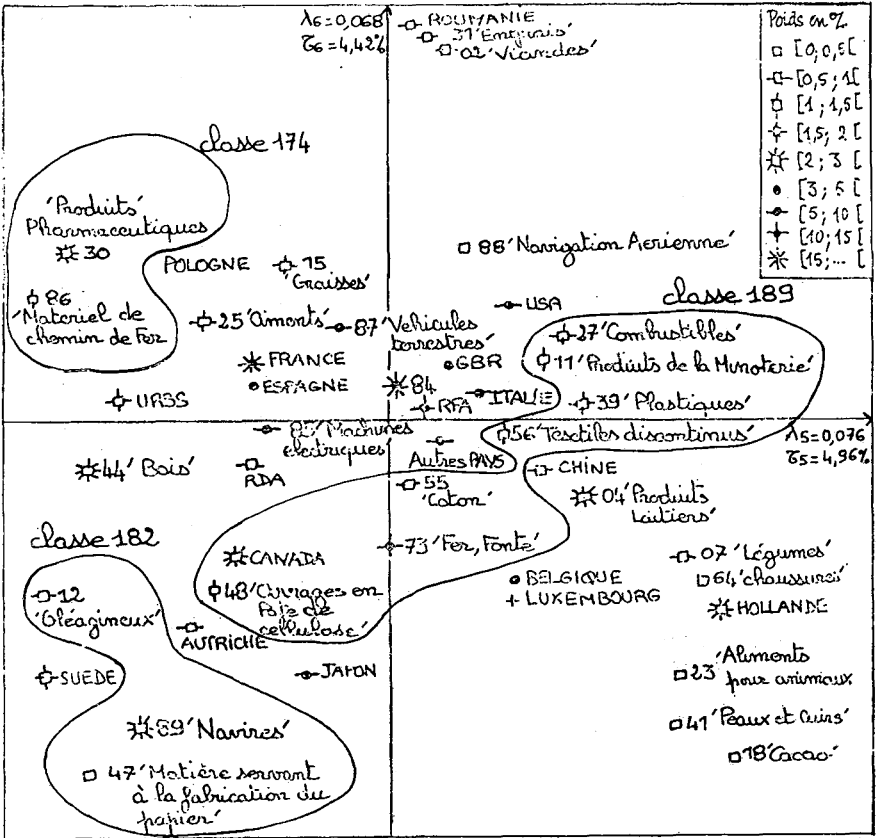 λ6=0,068
τ6=4,42%
ROUMANIE
31'Engrais'
02'Viandes'
Poids en %
[0;0,5[
[0,5;1[
[1;1,5[
[1,5;2[
[2;3[
[3;5[
[5;10[
[10;15[
[15;...[
classe 174
'Produits'
Pharmaceutiques
30
86
'Materiel de
chemin de Fer
POLOGNE
15
'Graisses'
88'Navigation Aerienne'
USA
classe 189
25'Ciments'
87'Vehicules
terrestres'
27'Combustibles'
GBR
11'Produits de la Minoterie'
FRANCE
ESPAGNE
84
ITALIE
URSS
RFA
39'Plastiques'
85'Machines
electriques'
56'Textiles discontinus'
λ5=0,076
τ5=4,96%
Autres PAYS
44'Bois'
RDA
CHINE
55
'Coton'
04'Produits
Laitiers'
classe 182
73'Fer, Fonte'
CANADA
07'Légumes'
64'chaussures'
12
'Oléagineux'
48'Ouvrages en
Pate de
cellulose'
BELGIQUE
+ LUXEMBOURG
HOLLANDE
AUTRICHE
SUEDE
JAPON
23'Aliments
pour animaux
89'Navires'
41'Peaux et Cuirs'
47'Matière servant
à la fabrication du
papier'
18'Cacao'